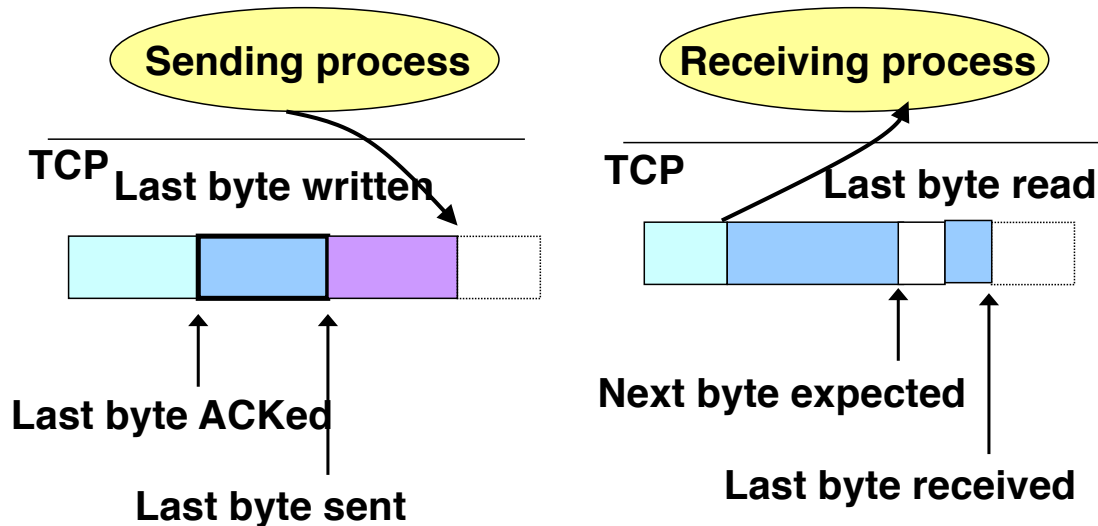 Sending process
TCP
Last byte written
Last byte ACKed
Last byte sent
Receiving process
TCP
Last byte read
Next byte expected
Last byte received